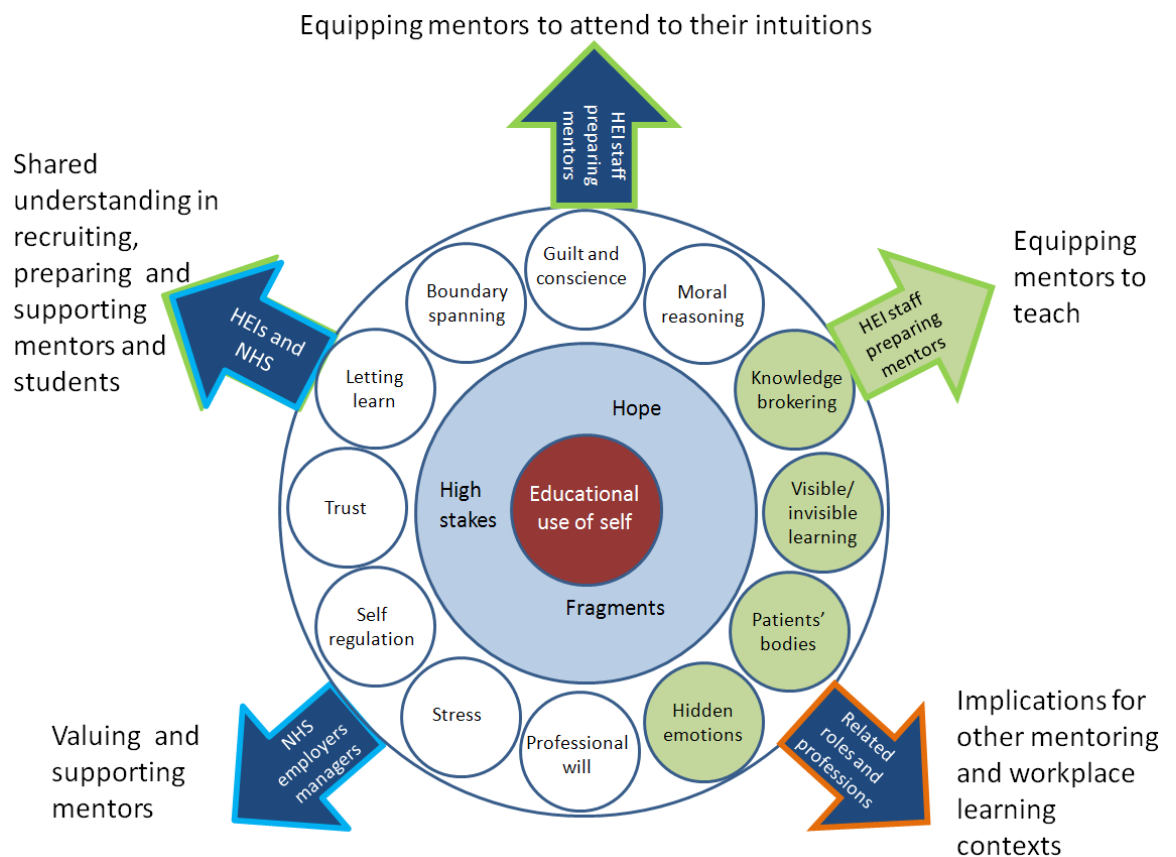 Equipping mentors to attend to their intuitions
HEI staff
preparing
mentors
Shared
understanding in
recruiting,
preparing and
supporting
mentors and
students
HEIs and
NHS
Equipping
mentors to
teach
HEI staff
preparing
mentors
Guilt and
conscience
Boundary
spanning
Moral
reasoning
Letting
learn
Knowledge
brokering
Hope
High
stakes
Educational
use of self
Fragments
Trust
Visible/
invisible
learning
Self
regulation
Patients'
bodies
Stress
Professional
will
Hidden
emotions
Valuing and
supporting
mentors
NHS
employers
managers
Related
roles and
professions
Implications for
other mentoring
and workplace
learning
contexts